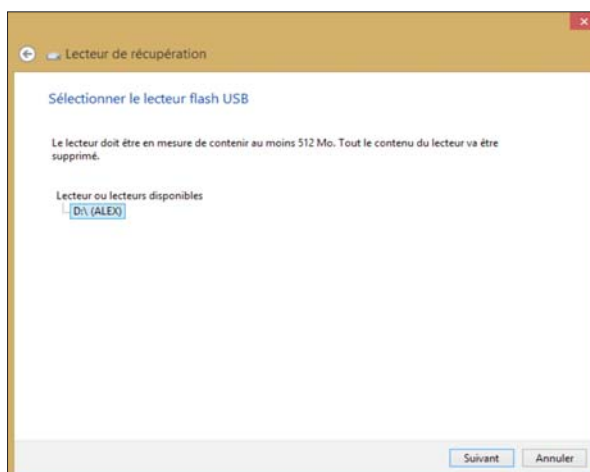 Lecteur de récupération
Sélectionner le lecteur flash USB
Le lecteur doit être en mesure de contenir au moins 512 Mo. Tout le contenu du lecteur va être
supprimé.
Lecteur ou lecteurs disponibles
D:\ (ALEX)
Suivant Annuler